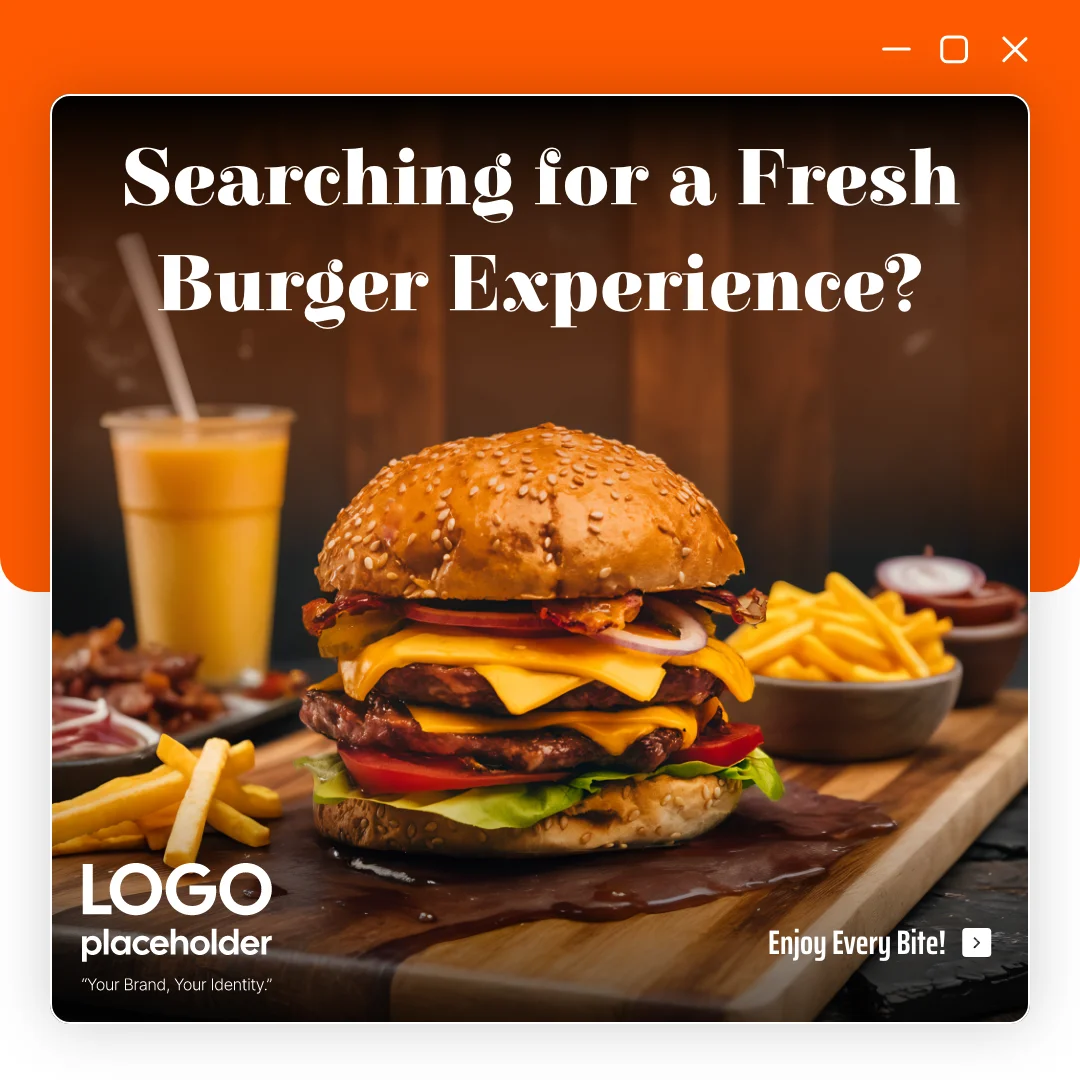 Searching for a Fresh
Burger Experience?
LOGO
placeholder
“Your Brand, Your Identity.”
Enjoy Every Bite!